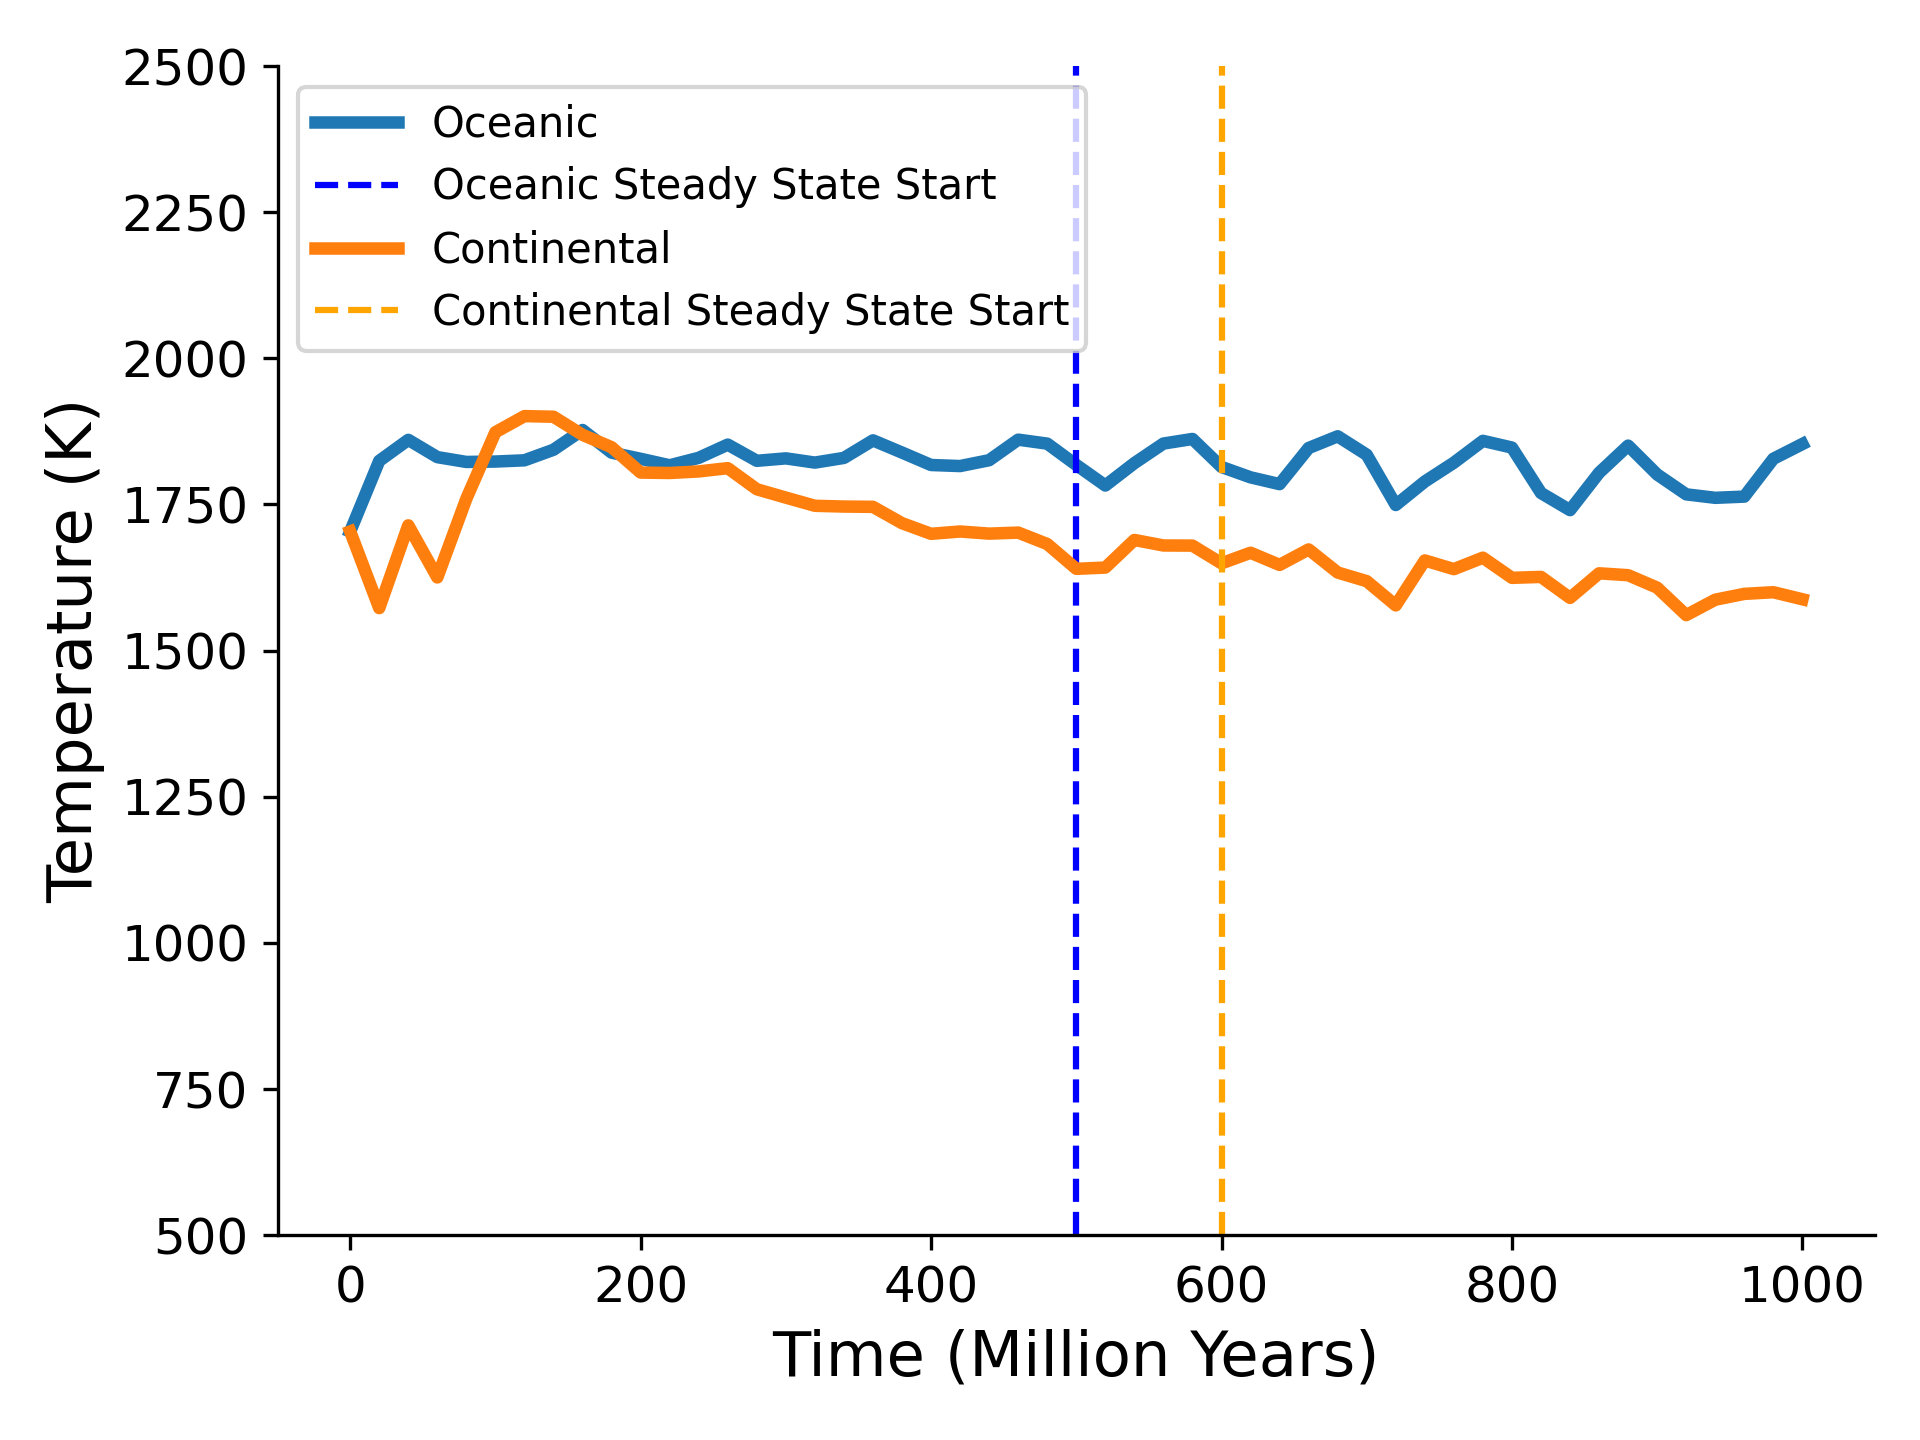 2500
2250
2000
1750
1500
1250
1000
750
500
Temperature (K)
Oceanic
Oceanic Steady State Start
Continental
Continental Steady State Start
0 200 400 600 800 1000
Time (Million Years)